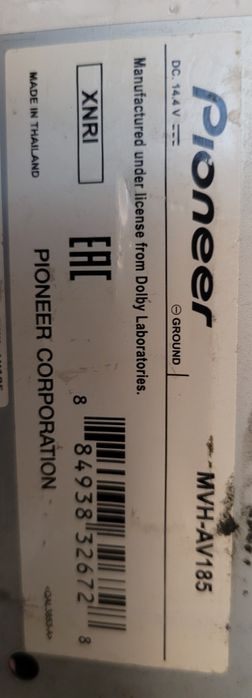 Pioneer MVH-AV185
DC. 14.4 V ⊖ GROUND
Manufactured under license from Dolby Laboratories.
XNRI EAC 8 84938 32672 8
MADE IN THAILAND PIONEER CORPORATION